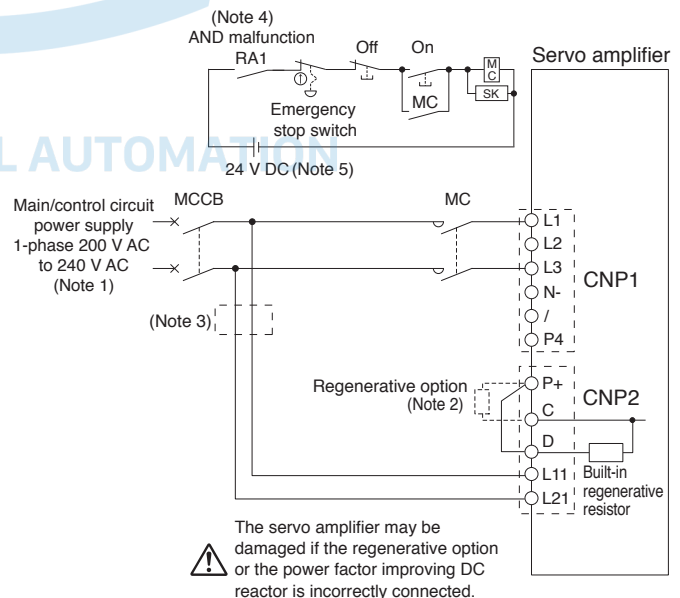 (Note 4)
AND malfunction
RA1
Off
On
MC
SK
MC
Emergency
stop switch
24 V DC (Note 5)
Servo amplifier
L AUTOMATION
Main/control circuit
power supply
1-phase 200 V AC
to 240 V AC
(Note 1)
MCCB
MC
L1
L2
L3
N-
/
P4
CNP1
(Note 3)
Regenerative option
(Note 2)
P+
C
D
L11
L21
CNP2
Built-in
regenerative
resistor
The servo amplifier may be
damaged if the regenerative option
or the power factor improving DC
reactor is incorrectly connected.